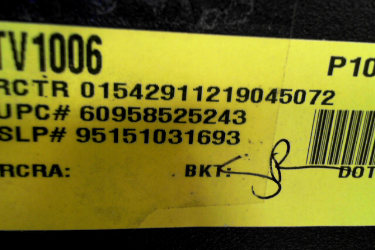 TV1006 P10
RCTR 01542911219045072
UPC# 60958525243
SLP# 95151031693
RCRA: BKT: DOT